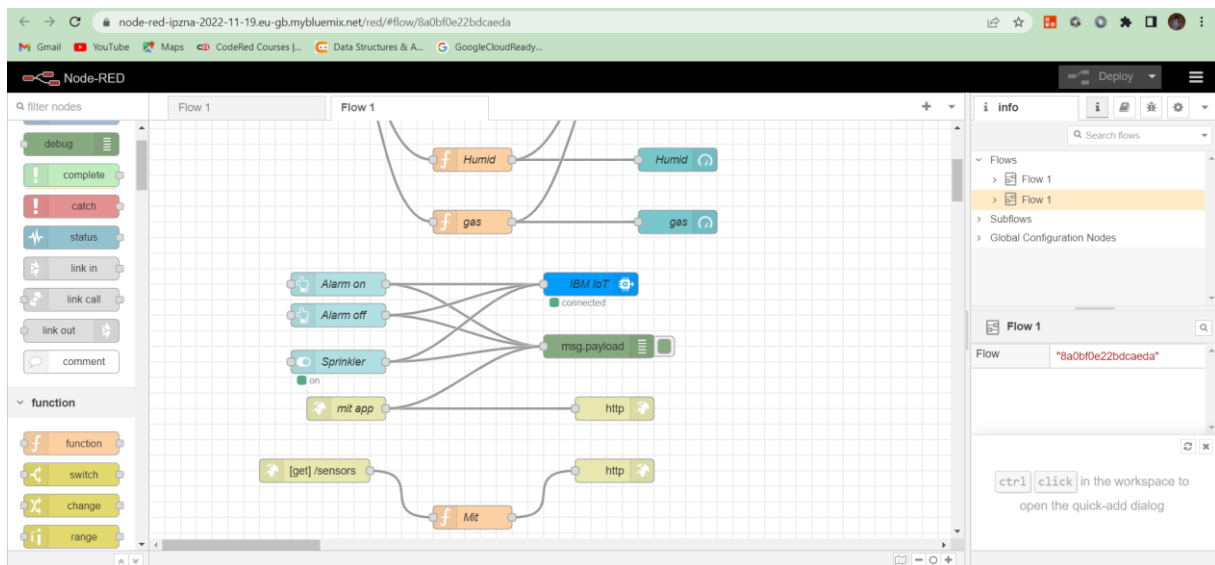 node-red-ipzna-2022-11-19.eu-gb.mybluemix.net/red/#flow/8a0bf0e22bdcaeda
Gmail YouTube Maps CodeRed Courses |... Data Structures & A... GoogleCloudReady...
Node-RED
Deploy
filter nodes
Flow 1
Flow 1
info
i
Search flows
debug
complete
catch
status
link in
link call
link out
comment
function
function
switch
change
range
Humid
Humid
gas
gas
Alarm on
IBM IoT
connected
Alarm off
msg.payload
Sprinkler
on
mit app
http
[get] /sensors
http
Mit
Flows
Flow 1
Flow 1
Subflows
Global Configuration Nodes
Flow 1
Flow "8a0bf0e22bdcaeda"
ctrl click in the workspace to
open the quick-add dialog